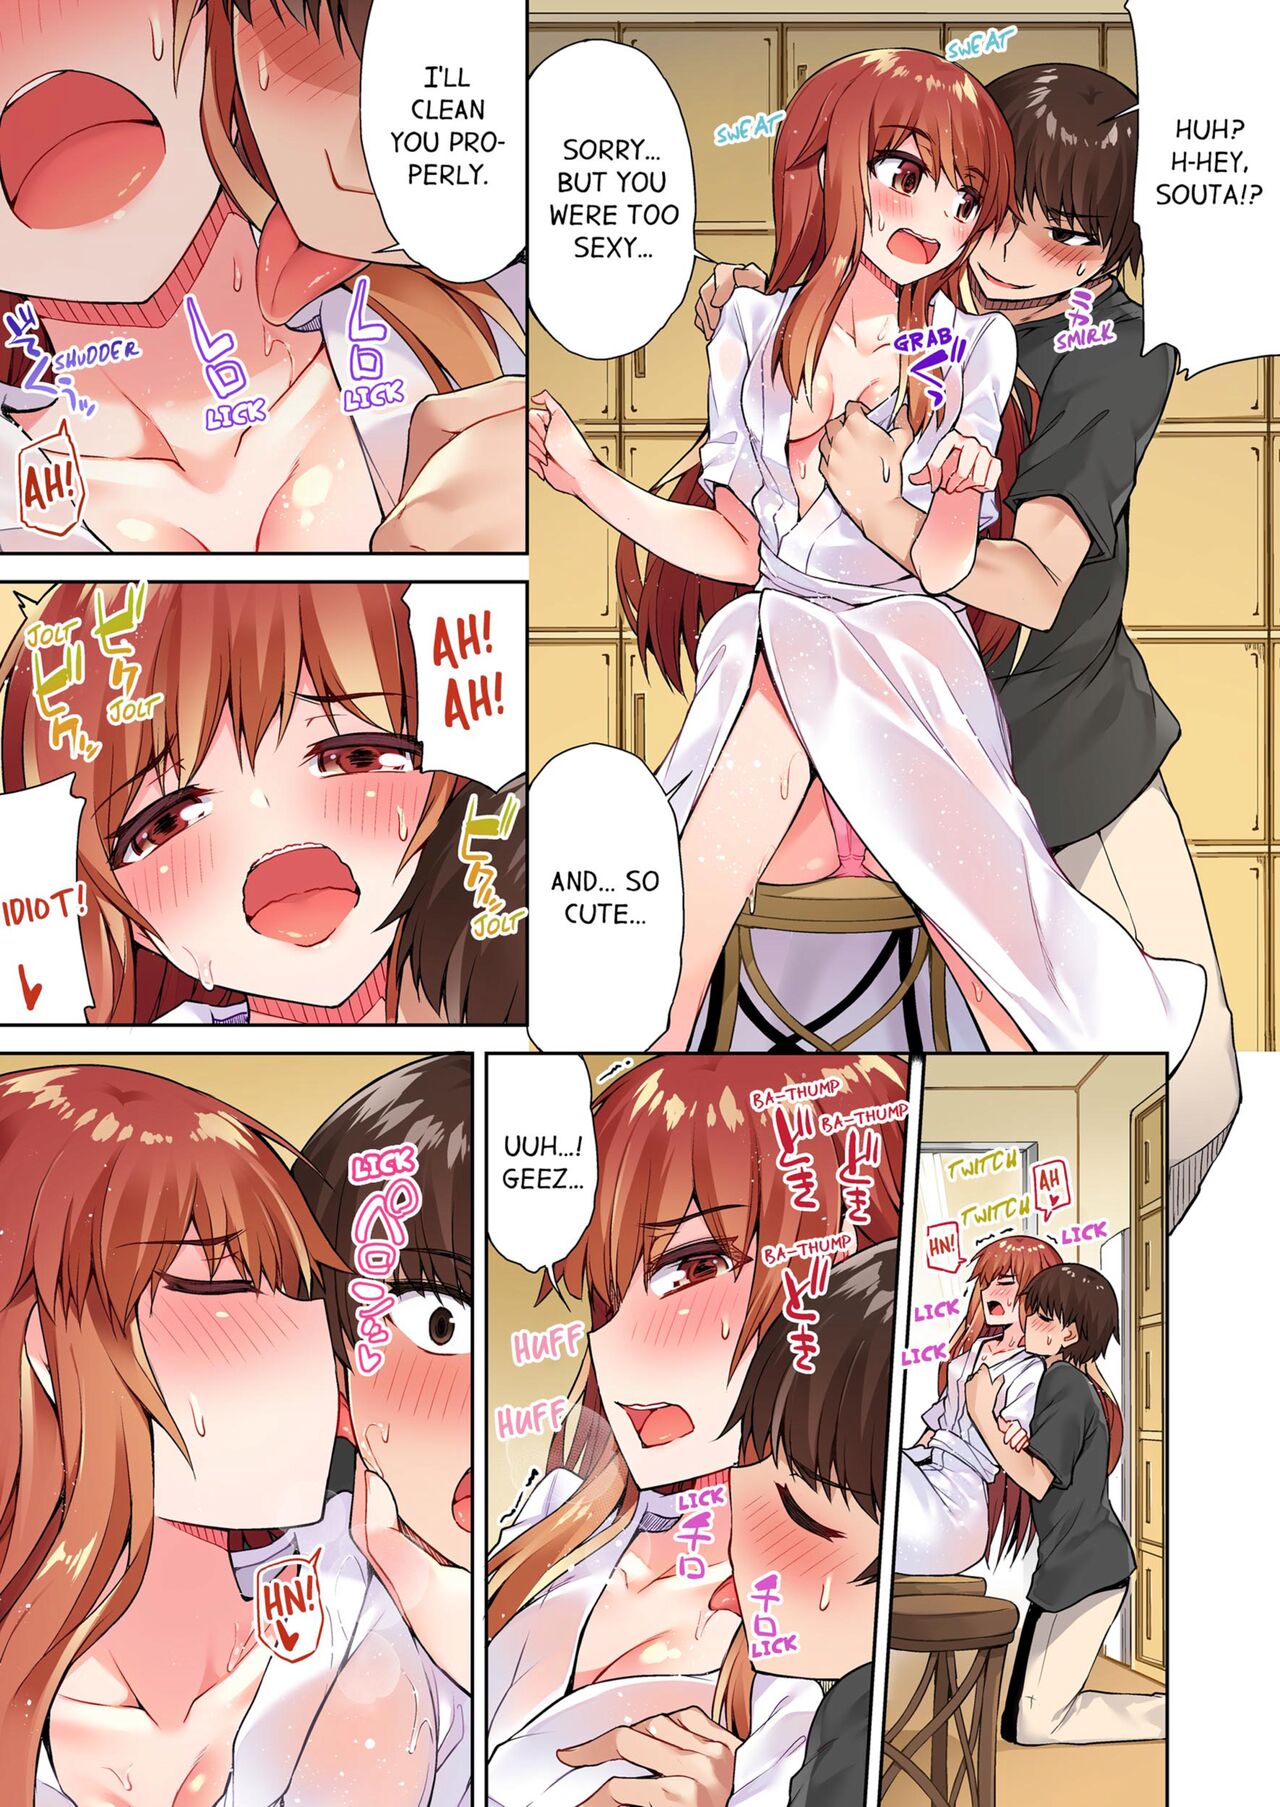 HUH?
H-HEY,
SOUTA!?
SWEAT
SWEAT
SMIRK
GRAB
SORRY...
BUT YOU
WERE TOO
SEXY...
AND... SO
CUTE...
I'LL
CLEAN
YOU PRO-
PERLY.
レロ
LICK
レロ
LICK
SHUDDER
AH!
AH!
AH!
ビクッ
JOLT
ビク
JOLT
ビク
JOLT
IDIOT!
TWITCH
TWITCH
AH
HN!
LICK
LICK
LICK
BA-THUMP
どき
BA-THUMP
どき
BA-THUMP
どき
UUH...!
GEEZ...
HUFF
HUFF
LICK
チロ
チロ
LICK
LICK
ペロンッ
HN!